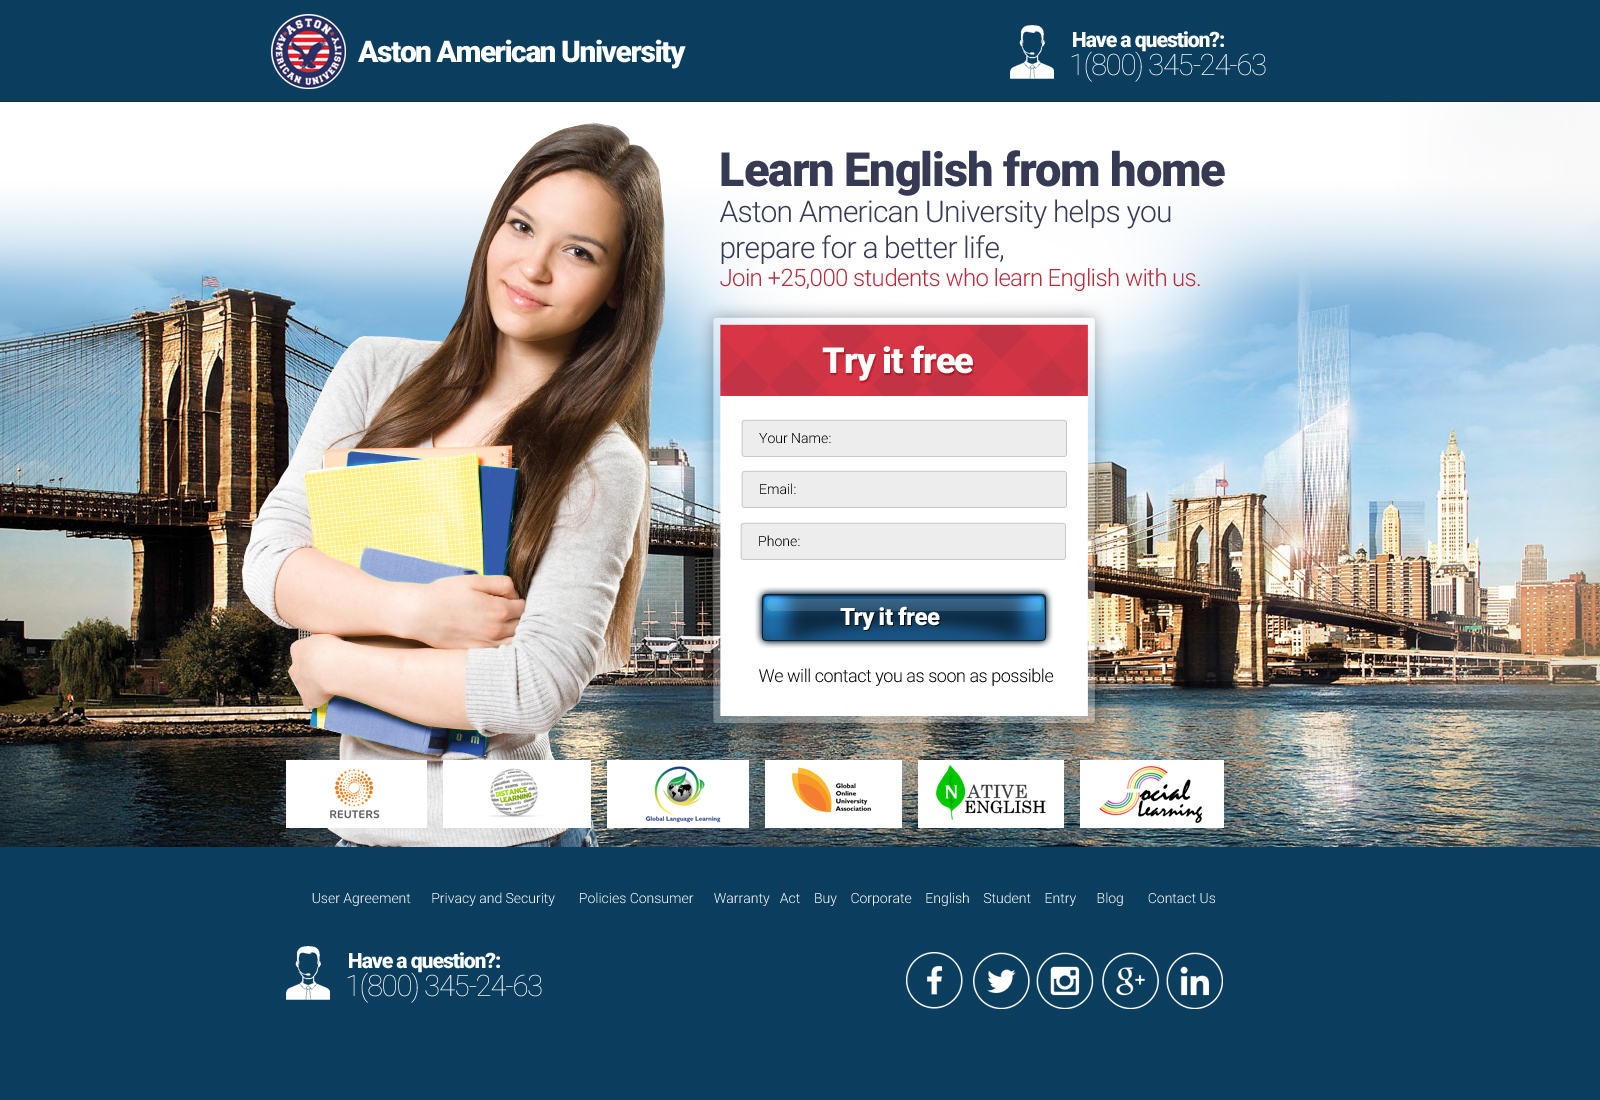 ASTON
AMERICAN UNIVERSITY
Aston American University
Have a question?:
1(800) 345-24-63
Learn English from home
Aston American University helps you
prepare for a better life,
Join +25,000 students who learn English with us.
Try it free
Your Name:
Email:
Phone:
Try it free
We will contact you as soon as possible
REUTERS
DISTANCE
LEARNING
Global Language Learning
Global
Online
University
Association
NATIVE
ENGLISH
Social
Learning
User Agreement Privacy and Security Policies Consumer Warranty Act Buy Corporate English Student Entry Blog Contact Us
Have a question?:
1(800) 345-24-63